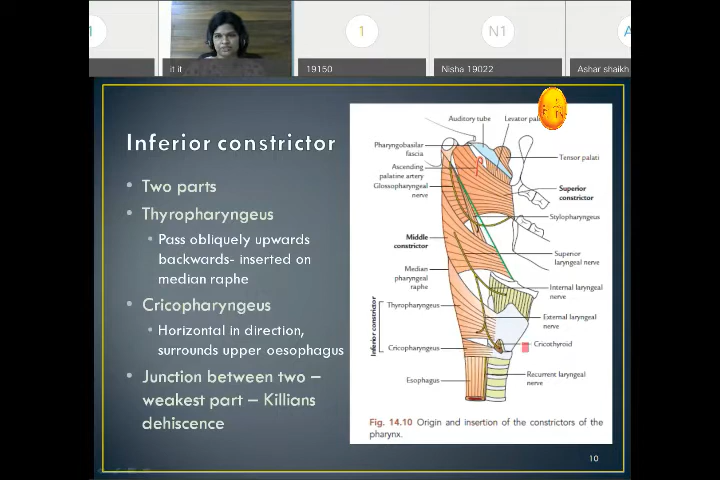 1
1
N1
A
it it
19150
Nisha 19022
Ashar shaikh
Inferior constrictor
• Two parts
• Thyropharyngeus
• Pass obliquely upwards
backwards- inserted on
median raphe
• Cricopharyngeus
• Horizontal in direction,
surrounds upper oesophagus
• Junction between two –
weakest part – Killians
dehiscence
Auditory tube
Levator
Pharyngobasilar
fascia
Ascending
palatine artery
Glossopharyngeal
nerve
Middle
constrictor
Median
pharyngeal
raphe
Thyropharyngeus
Inferior constrictor
Cricopharyngeus
Esophagus
Tensor palati
Superior
constrictor
Stylopharyngeus
Superior
laryngeal nerve
Internal laryngeal
nerve
External laryngeal
nerve
Cricothyroid
Recurrent laryngeal
nerve
Fig. 14.10 Origin and insertion of the constrictors of the
pharynx.
10